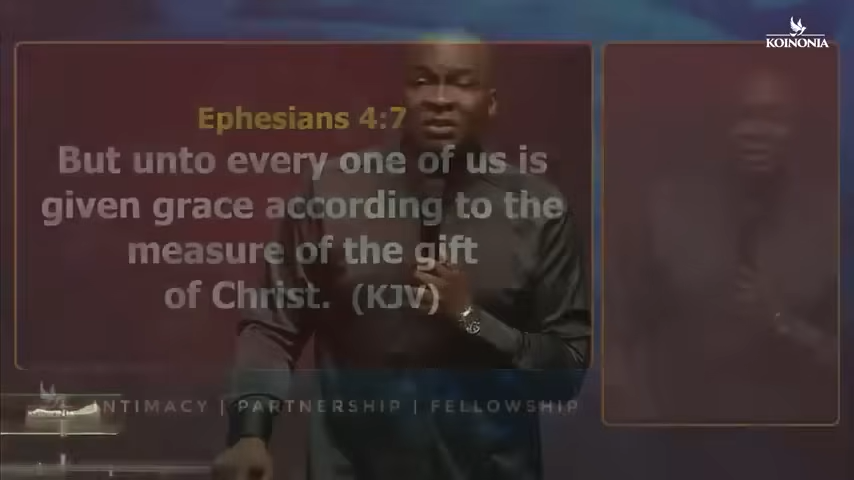 KOINONIA
Ephesians 4:7
But unto every one of us is
given grace according to the
measure of the gift
of Christ. (KJV)
INTIMACY | PARTNERSHIP | FELLOWSHIP